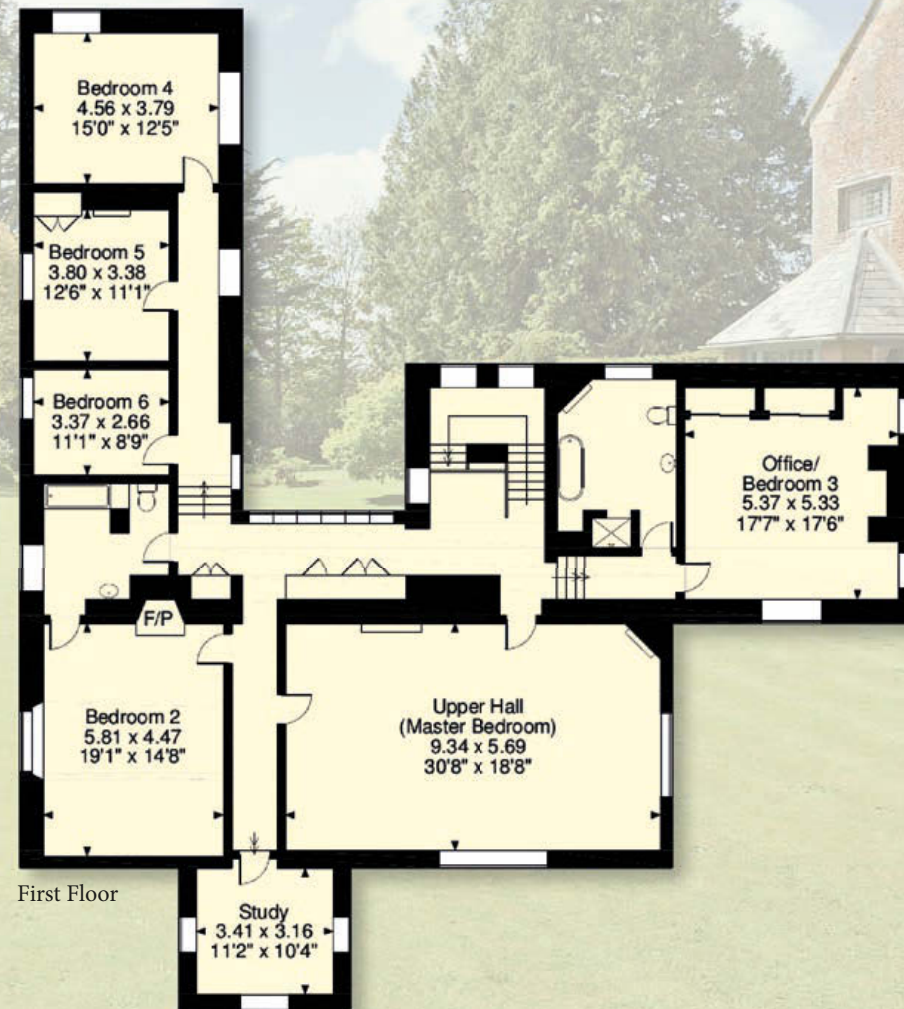 Bedroom 4
4.56 x 3.79
15'0" x 12'5"
Bedroom 5
3.80 x 3.38
12'6" x 11'1"
Bedroom 6
3.37 x 2.66
11'1" x 8'9"
Office/
Bedroom 3
5.37 x 5.33
17'7" x 17'6"
F/P
Bedroom 2
5.81 x 4.47
19'1" x 14'8"
Upper Hall
(Master Bedroom)
9.34 x 5.69
30'8" x 18'8"
First Floor
Study
3.41 x 3.16
11'2" x 10'4"